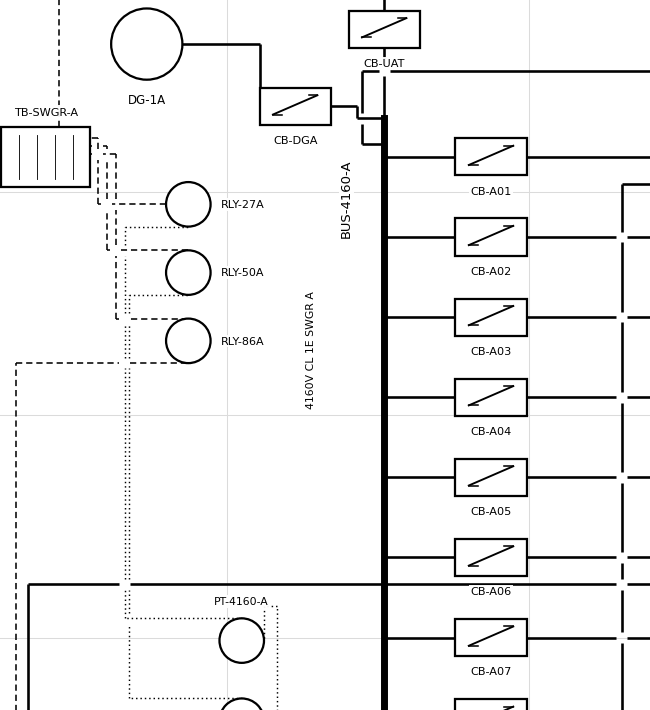 CB-UAT
DG-1A
TB-SWGR-A
CB-DGA
BUS-4160-A
CB-A01
RLY-27A
CB-A02
RLY-50A
4160V CL 1E SWGR A
RLY-86A
CB-A03
CB-A04
CB-A05
CB-A06
PT-4160-A
CB-A07